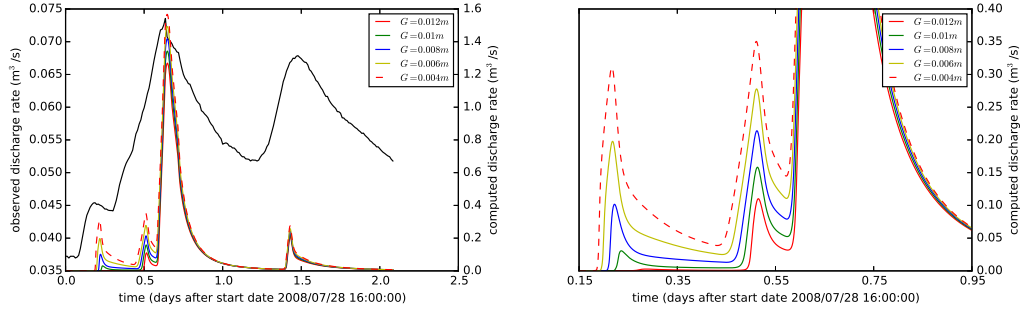 0.075
0.070
0.065
0.060
0.055
0.050
0.045
0.040
0.035
observed discharge rate (m³/s)
0.0 0.5 1.0 1.5 2.0 2.5
time (days after start date 2008/07/28 16:00:00)
1.6
1.4
1.2
1.0
0.8
0.6
0.4
0.2
0.0
computed discharge rate (m³/s)
G=0.012m
G=0.01m
G=0.008m
G=0.006m
G=0.004m
0.15 0.35 0.55 0.75 0.95
time (days after start date 2008/07/28 16:00:00)
0.40
0.35
0.30
0.25
0.20
0.15
0.10
0.05
0.00
computed discharge rate (m³/s)
G=0.012m
G=0.01m
G=0.008m
G=0.006m
G=0.004m